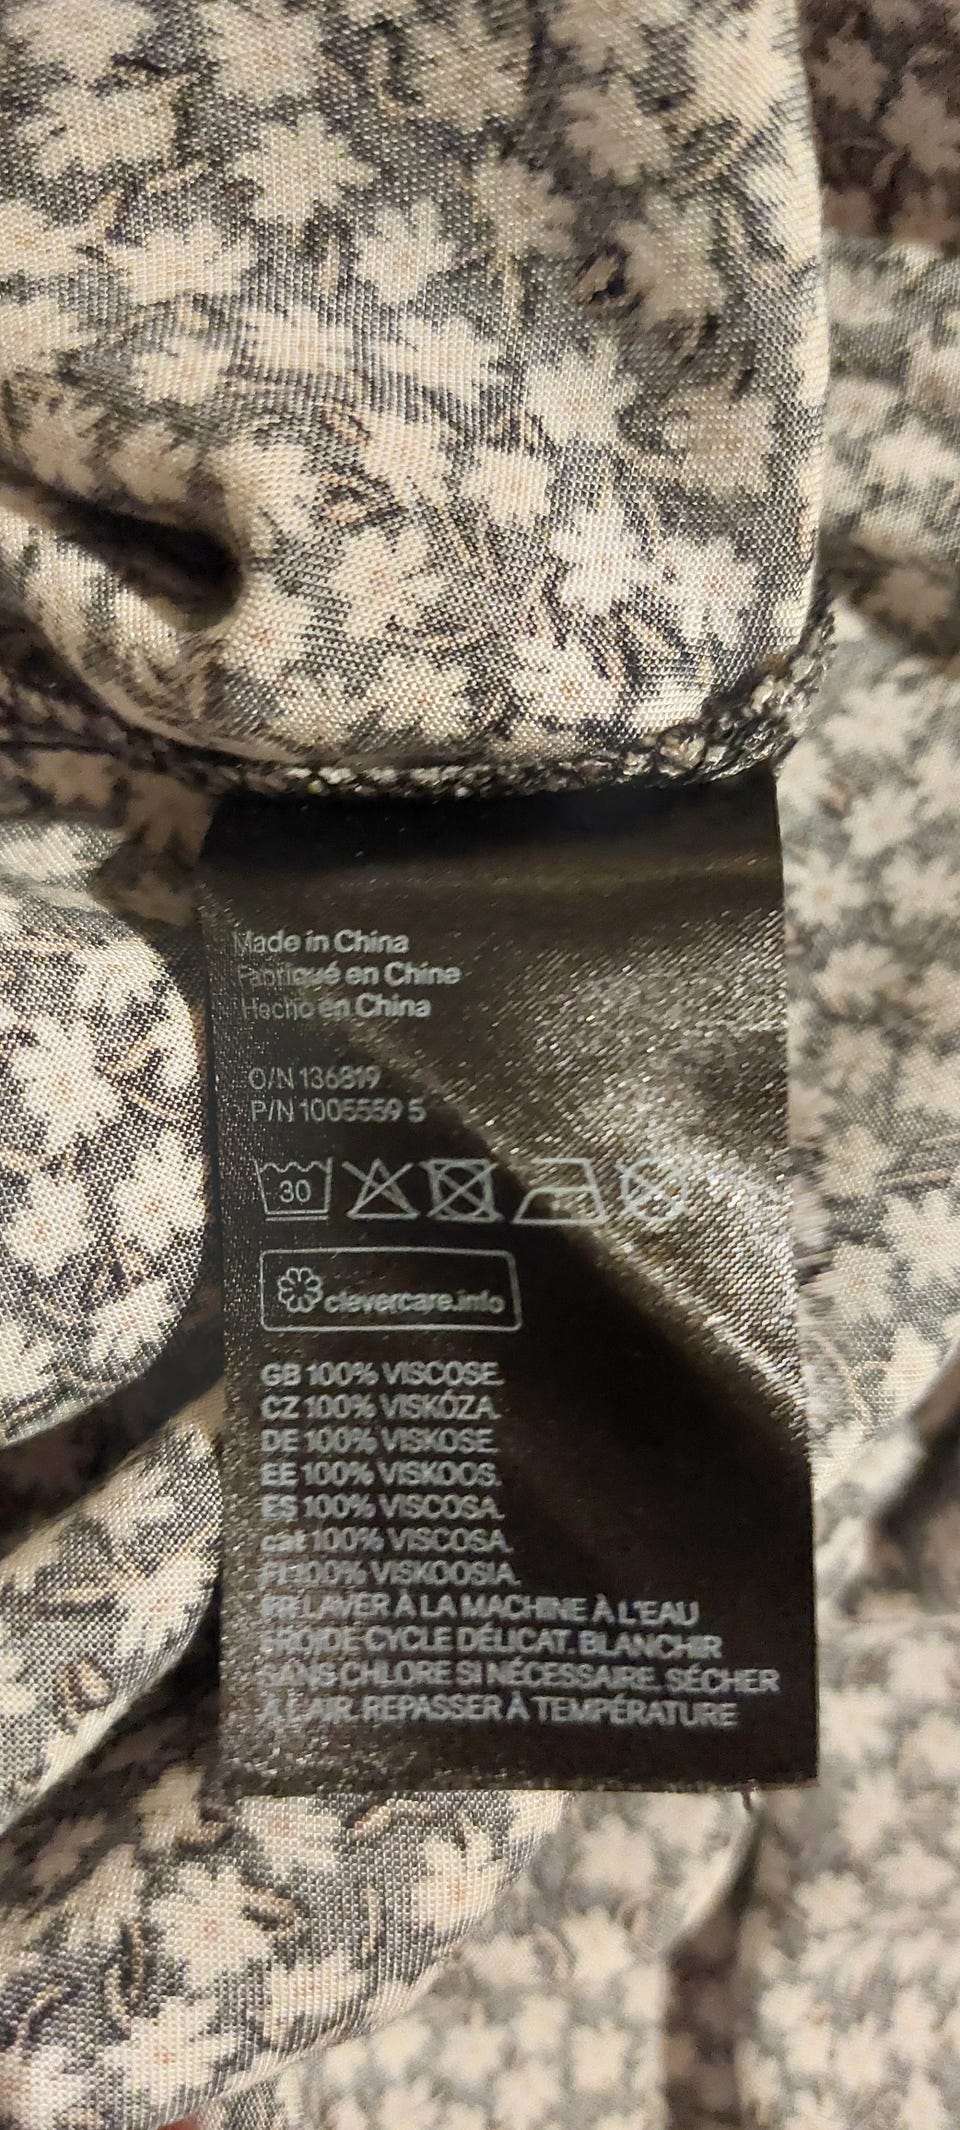 Made in China
Fabriqué en Chine
Hecho en China
O/N 136819
P/N 1005559 5
30
clevercare.info
GB 100% VISCOSE.
CZ 100% VISKÓZA.
DE 100% VISKOSE.
EE 100% VISKOOS.
ES 100% VISCOSA.
cat 100% VISCOSA.
FI 100% VISKOOSIA.
FR LAVER À LA MACHINE À L'EAU
FROIDE CYCLE DÉLICAT. BLANCHIR
SANS CHLORE SI NÉCESSAIRE. SÉCHER
À L'AIR. REPASSER À TEMPÉRATURE